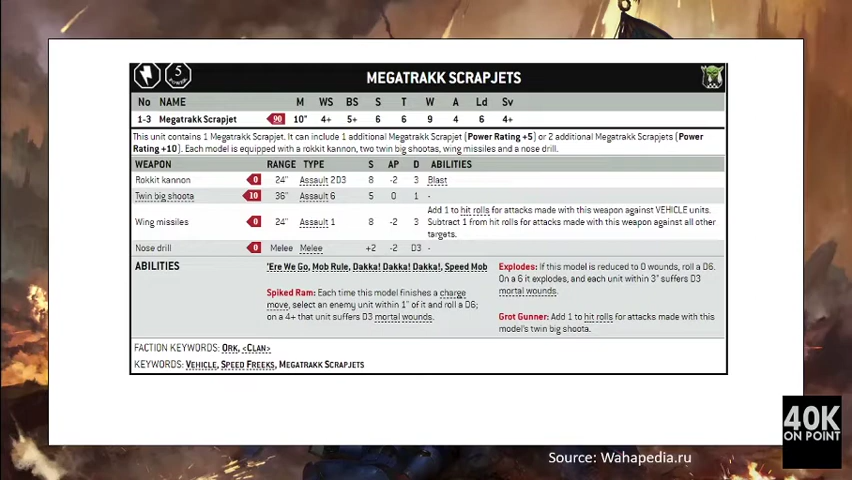 5
POWER
MEGATRAKK SCRAPJETS
No NAME M WS BS S T W A Ld Sv
1-3 Megatrakk Scrapjet 90 10" 4+ 5+ 6 6 9 4 6 4+
This unit contains 1 Megatrakk Scrapjet. It can include 1 additional Megatrakk Scrapjet (Power Rating +5) or 2 additional Megatrakk Scrapjets (Power
Rating +10). Each model is equipped with a rokkit kannon, two twin big shootas, wing missiles and a nose drill.
WEAPON RANGE TYPE S AP D ABILITIES
Rokkit kannon 0 24" Assault 2D3 8 -2 3 Blast
Twin big shoota 10 36" Assault 6 5 0 1 -
Wing missiles 0 24" Assault 1 8 -2 3 Add 1 to hit rolls for attacks made with this weapon against VEHICLE units.
Subtract 1 from hit rolls for attacks made with this weapon against all other
targets.
Nose drill 0 Melee Melee +2 -2 D3 -
ABILITIES
'Ere We Go, Mob Rule, Dakka! Dakka! Dakka!, Speed Mob
Spiked Ram: Each time this model finishes a charge
move, select an enemy unit within 1" of it and roll a D6;
on a 4+ that unit suffers D3 mortal wounds.
Explodes: If this model is reduced to 0 wounds, roll a D6.
On a 6 it explodes, and each unit within 3" suffers D3
mortal wounds.
Grot Gunner: Add 1 to hit rolls for attacks made with this
model's twin big shoota.
FACTION KEYWORDS: ORK, <CLAN>
KEYWORDS: VEHICLE, SPEED FREEKS, MEGATRAKK SCRAPJETS
40K
ON POINT
Source: Wahapedia.ru